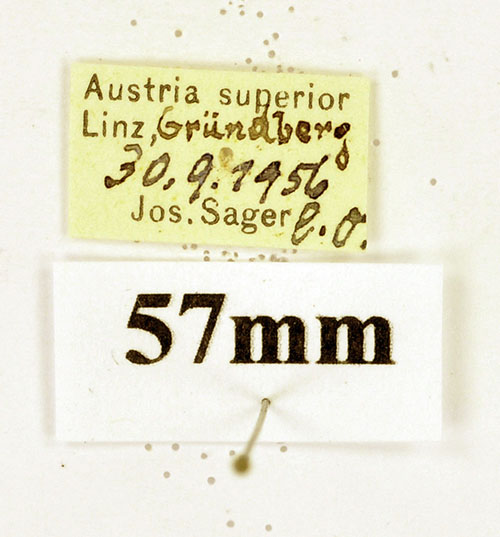 Austria superior
Linz, Gründberg
30.9.1956
Jos. Sager e.o.
57mm